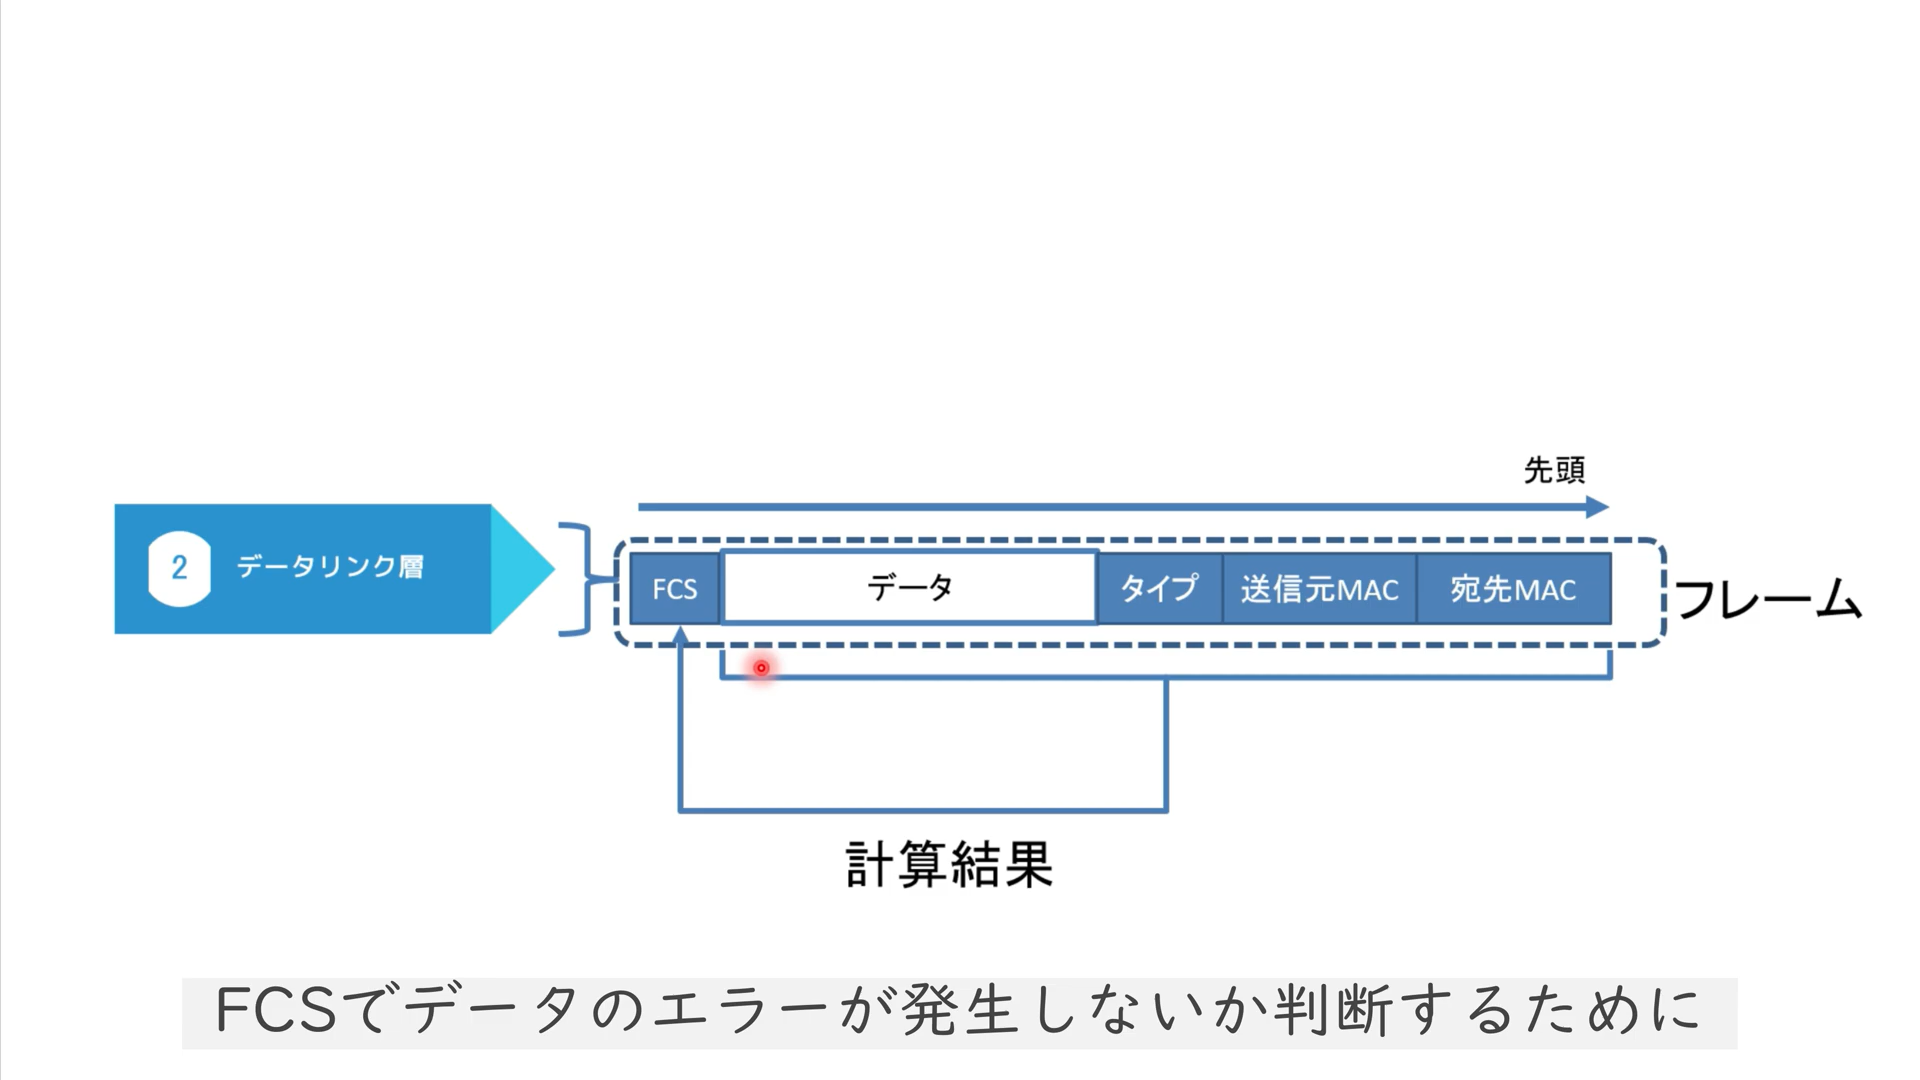 先頭
2 データリンク層
FCS データ タイプ 送信元MAC 宛先MAC フレーム
計算結果
FCSでデータのエラーが発生しないか判断するために